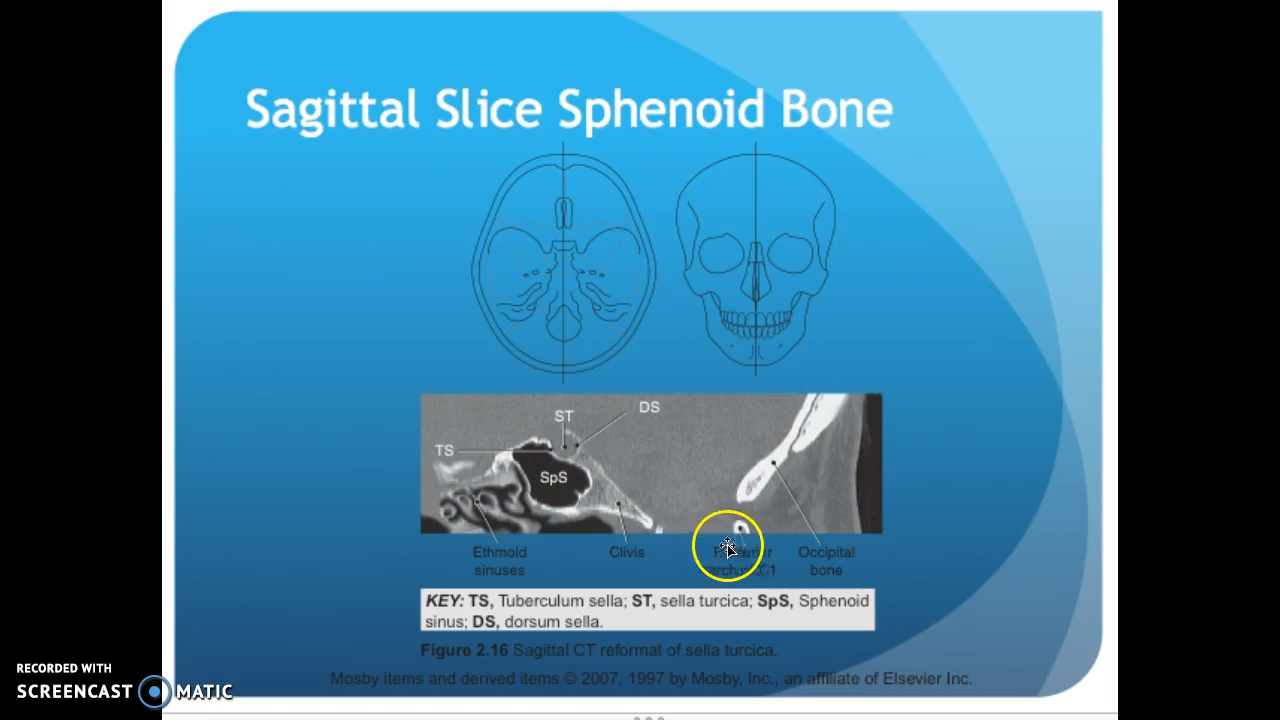 Sagittal Slice Sphenoid Bone
ST
DS
TS
SpS
Ethmoid
sinuses
Clivis
Occipital
bone
KEY: TS, Tuberculum sella; ST, sella turcica; SpS, Sphenoid
sinus; DS, dorsum sella.
Figure 2.16 Sagittal CT reformat of sella turcica.
Mosby items and derived items © 2007, 1997 by Mosby, Inc., an affiliate of Elsevier Inc.
RECORDED WITH
SCREENCAST MATIC